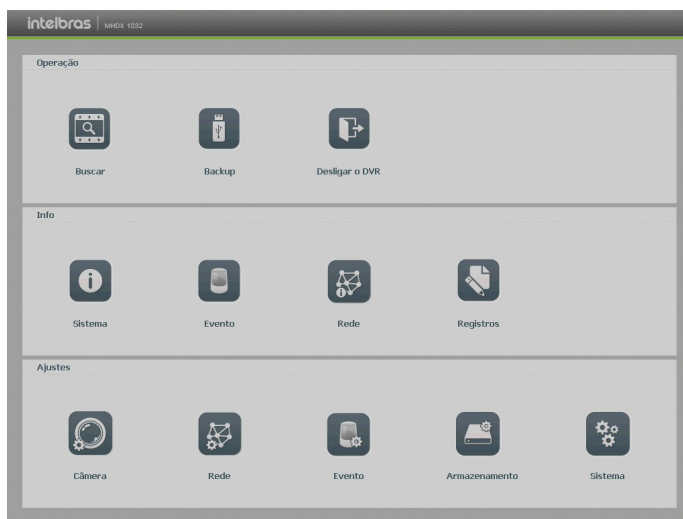 intelbras | MHDX 1032
Operação
Buscar Backup Desligar o DVR
Info
Sistema Evento Rede Registros
Ajustes
Câmera Rede Evento Armazenamento Sistema